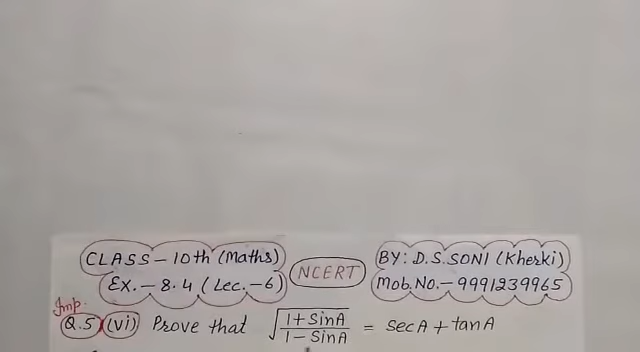 CLASS - 10th (Maths) NCERT BY: D.S.SONI (Kherki)
EX. - 8.4 (Lec. - 6) Mob.No. - 9991239965
Imp.
Q.5 (vi) Prove that √(1+SinA / 1-SinA) = secA + tanA